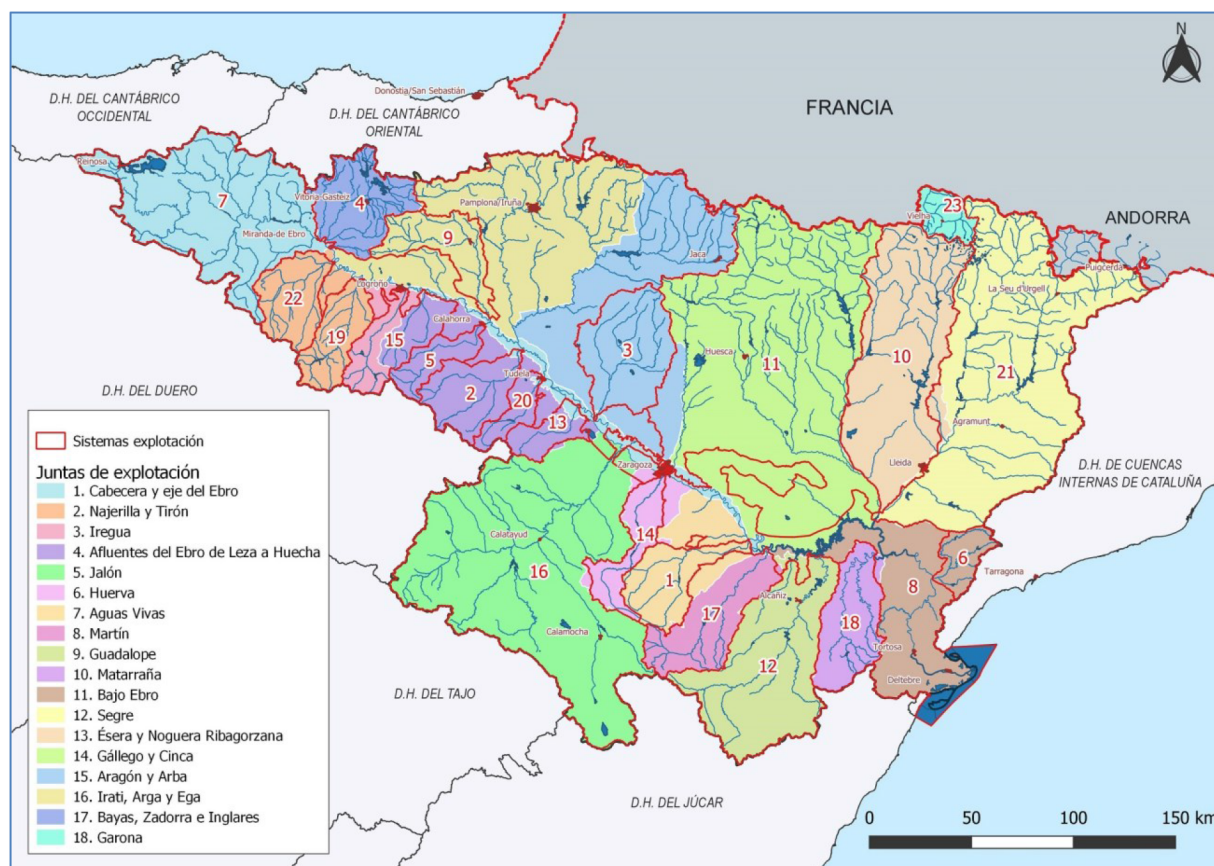 N
D.H. DEL CANTÁBRICO
OCCIDENTAL
Donostia/San Sebastián
D.H. DEL CANTÁBRICO
ORIENTAL
FRANCIA
Reinosa
7
Vitoria-Gasteiz
4
Pamplona/Iruña
Miranda de Ebro
9
Jaca
Vielha
23
ANDORRA
Puigcerdà
La Seu d'Urgell
22
Logroño
19
15
Calahorra
5
3
Huesca
11
10
21
Tudela
2
20
13
Agramunt
D.H. DEL DUERO
Zaragoza
Lleida
D.H. DE CUENCAS
INTERNAS DE CATALUÑA
Calatayud
14
16
1
6
Tarragona
8
17
Alcañiz
18
Calamocha
12
Tortosa
Deltebre
D.H. DEL TAJO
D.H. DEL JÚCAR
Sistemas explotación
Juntas de explotación
1. Cabecera y eje del Ebro
2. Najerilla y Tirón
3. Iregua
4. Afluentes del Ebro de Leza a Huecha
5. Jalón
6. Huerva
7. Aguas Vivas
8. Martín
9. Guadalope
10. Matarraña
11. Bajo Ebro
12. Segre
13. Ésera y Noguera Ribagorzana
14. Gállego y Cinca
15. Aragón y Arba
16. Irati, Arga y Ega
17. Bayas, Zadorra e Inglares
18. Garona
0 50 100 150 km